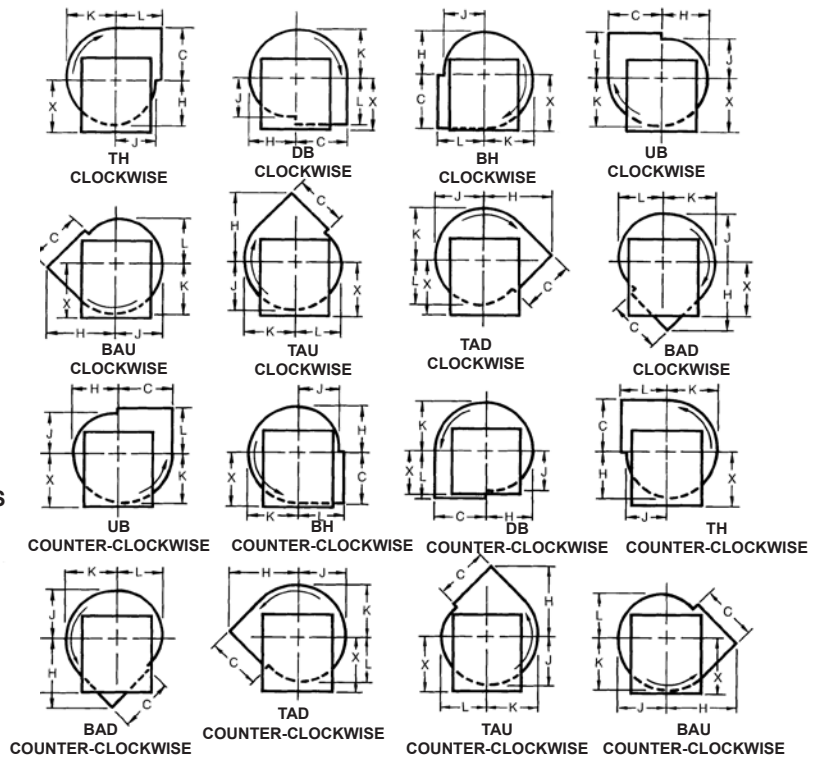 K L
C
X H
J
TH
CLOCKWISE
K
J L X
H C
DB
CLOCKWISE
J
H
C X
L K
BH
CLOCKWISE
C H
L J
K X
UB
CLOCKWISE
C
L
X K
H J
BAU
CLOCKWISE
C
H
J X
K L
TAU
CLOCKWISE
J H
K
L X
C
TAD
CLOCKWISE
L K
J
H X
C
BAD
CLOCKWISE
H C
J L
X K
UB
COUNTER-CLOCKWISE
J
H
X C
K L
BH
COUNTER-CLOCKWISE
K
X L J
C H
DB
COUNTER-CLOCKWISE
L K
C
H X
J
TH
COUNTER-CLOCKWISE
S
K L
J
H
C
BAD
COUNTER-CLOCKWISE
H J
K
C X L
TAD
COUNTER-CLOCKWISE
C
H
X J
L K
TAU
COUNTER-CLOCKWISE
C
L
K X
J H
BAU
COUNTER-CLOCKWISE